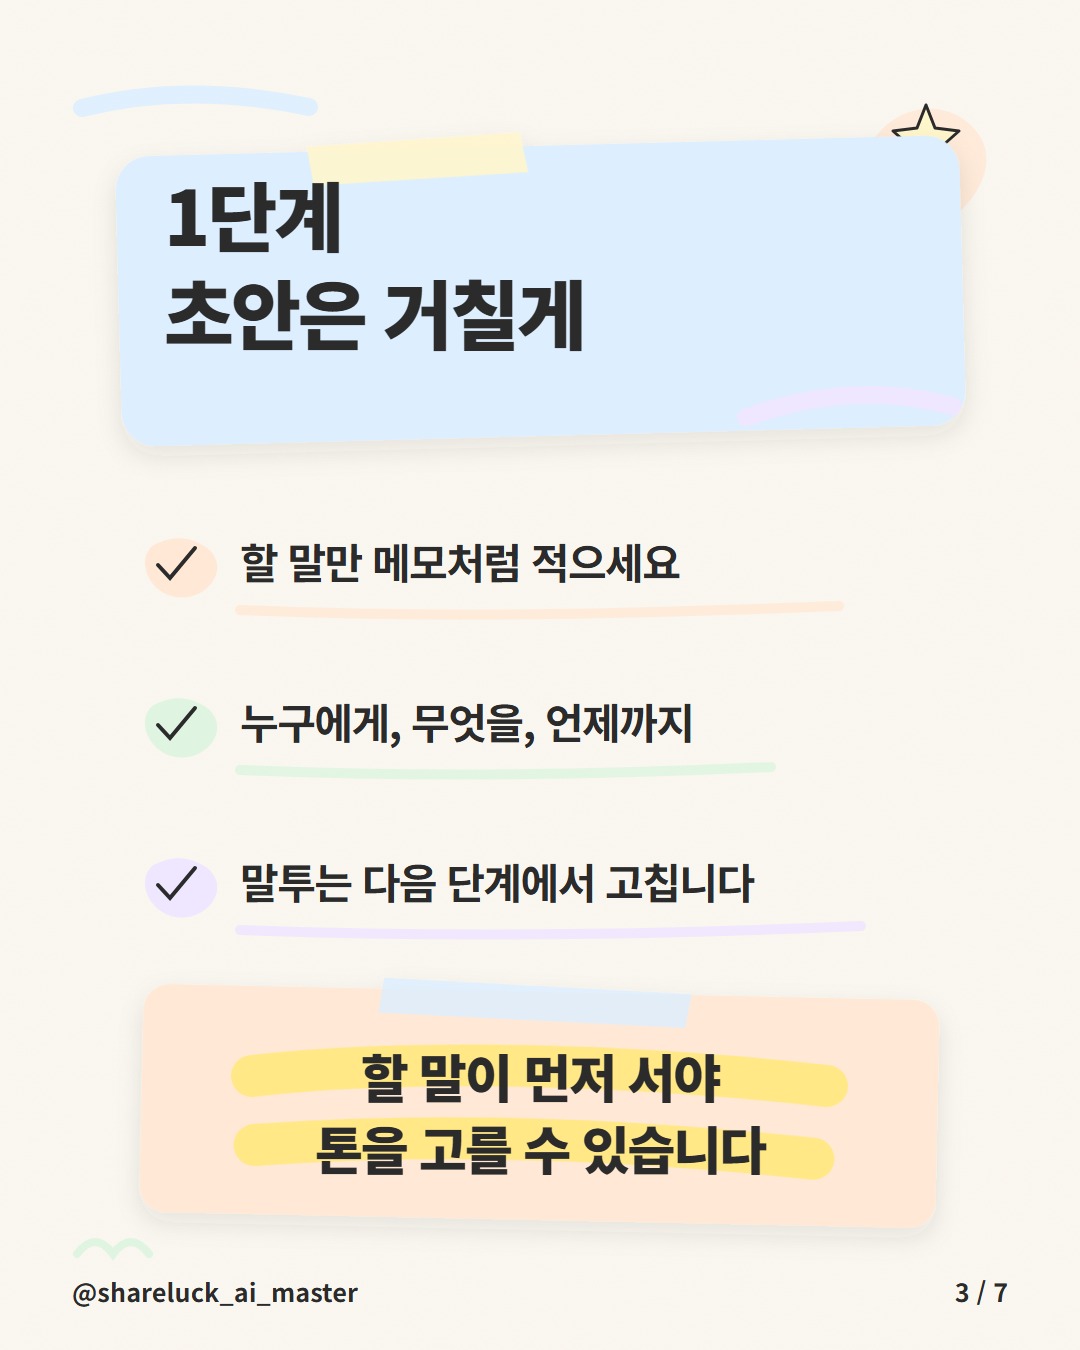 1단계
초안은 거칠게
할 말만 메모처럼 적으세요
누구에게, 무엇을, 언제까지
말투는 다음 단계에서 고칩니다
할 말이 먼저 서야
톤을 고를 수 있습니다
@shareluck_ai_master
3 / 7